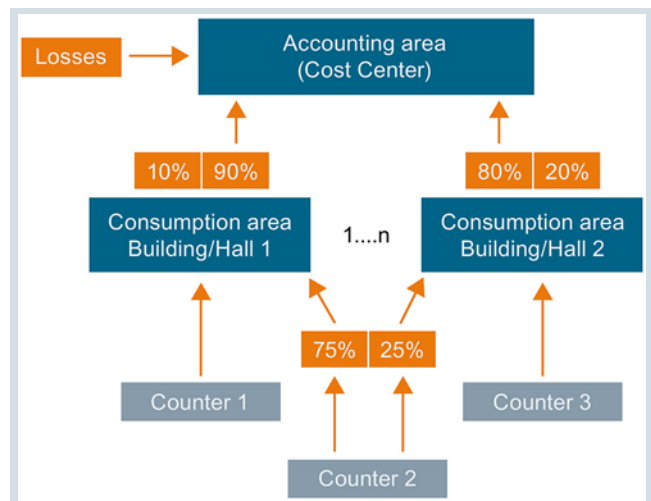 Accounting area
(Cost Center)
Losses
10% 90%
80% 20%
Consumption area
Building/Hall 1
1....n
Consumption area
Building/Hall 2
75% 25%
Counter 1
Counter 3
Counter 2